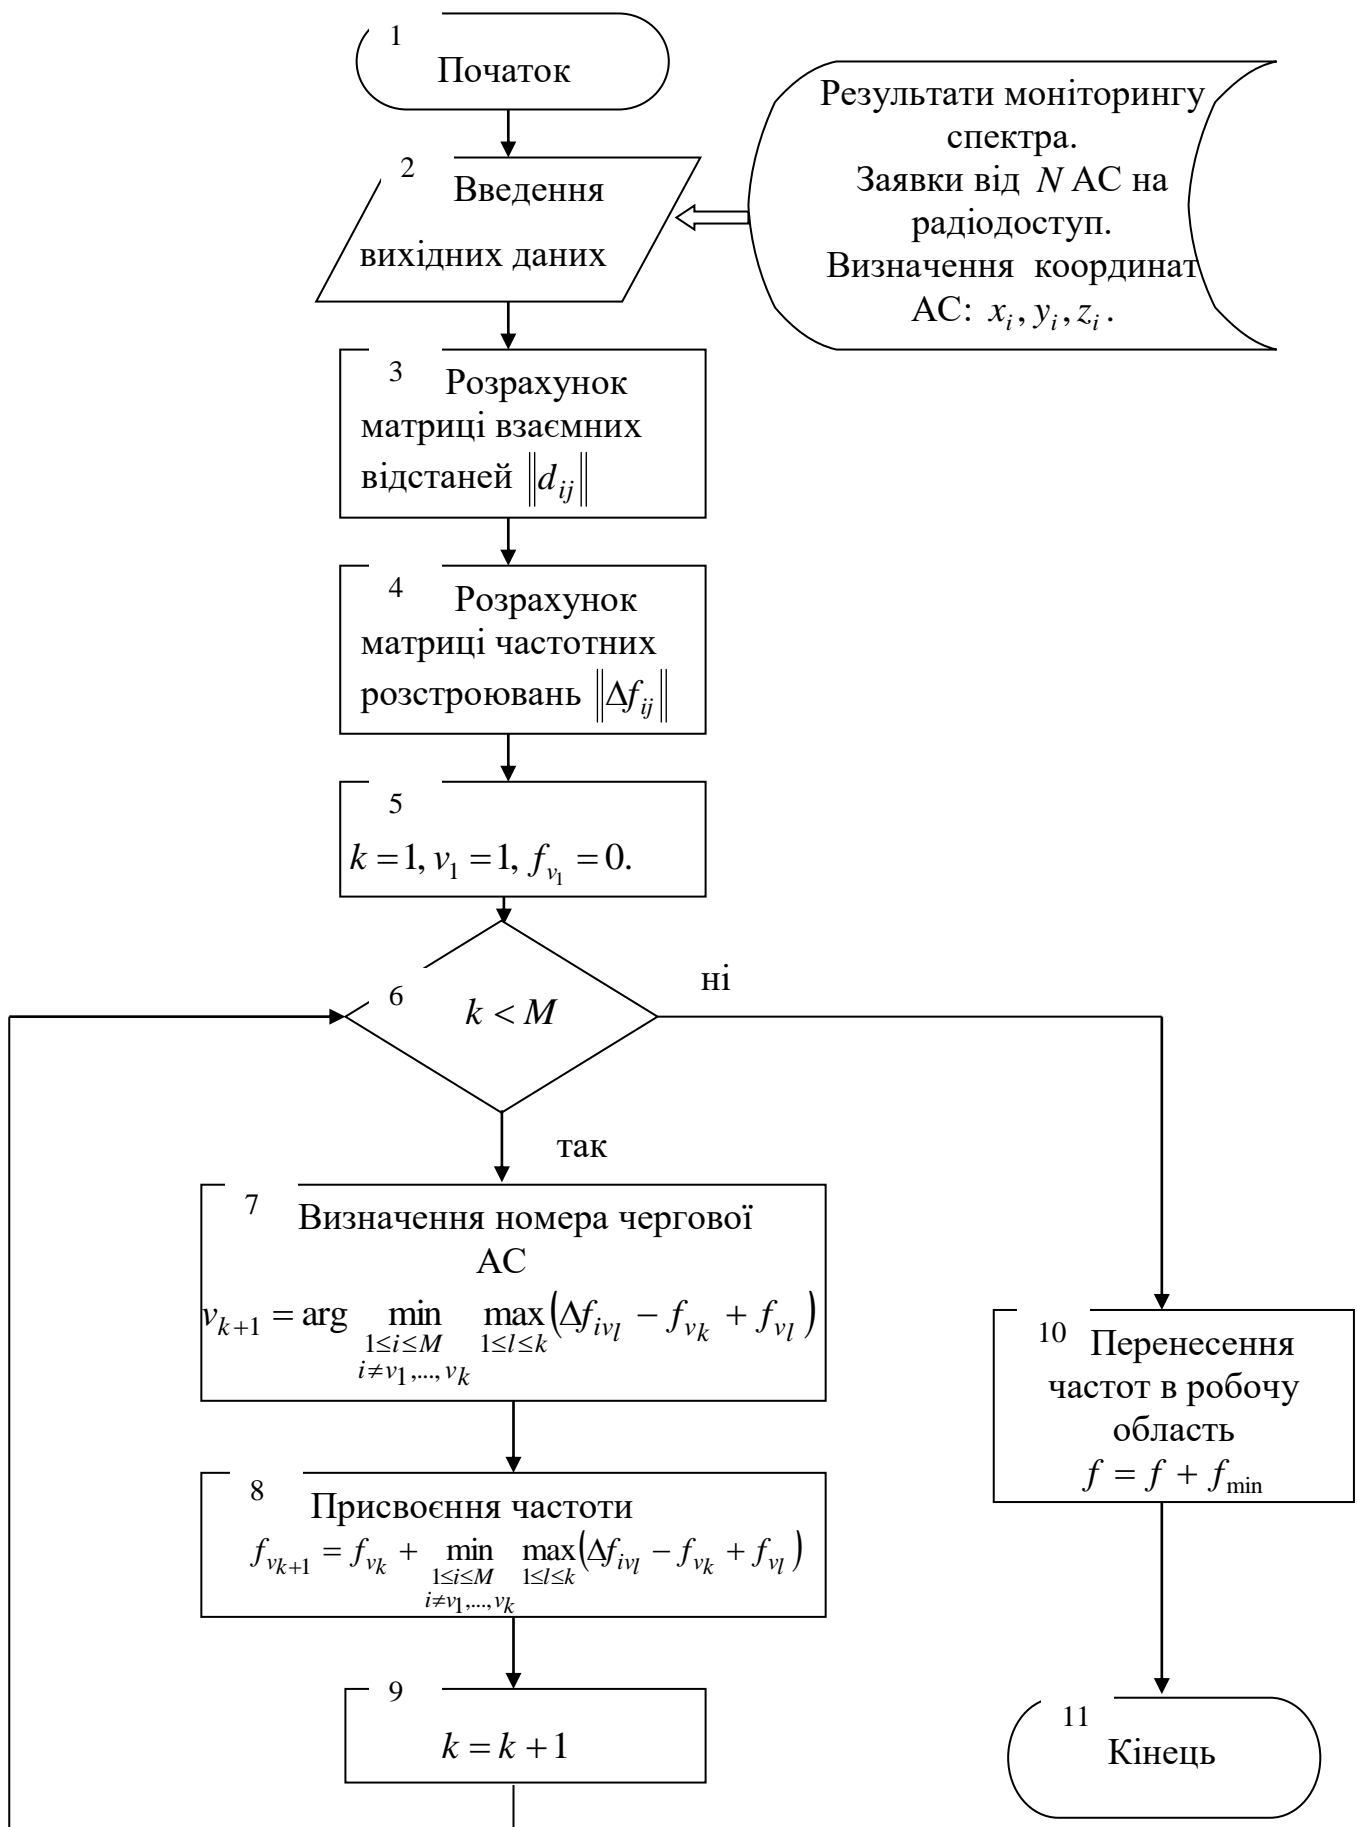 1
Початок
Результати моніторингу
спектра.
Заявки від N АС на
радіодоступ.
Визначення координат
АС: x_i, y_i, z_i.
2
Введення
вихідних даних
3 Розрахунок
матриці взаємних
відстаней ‖d_ij‖
4 Розрахунок
матриці частотних
розстроювань ‖Δf_ij‖
5
k = 1, v_1 = 1, f_{v_1} = 0.
6 k < M
ні
так
7 Визначення номера чергової
АС
v_{k+1} = arg min_{1≤i≤M, i≠v_1,...,v_k} max_{1≤l≤k} (Δf_{iv_l} − f_{v_k} + f_{v_l})
8 Присвоєння частоти
f_{v_{k+1}} = f_{v_k} + min_{1≤i≤M, i≠v_1,...,v_k} max_{1≤l≤k} (Δf_{iv_l} − f_{v_k} + f_{v_l})
9
k = k + 1
10 Перенесення
частот в робочу
область
f = f + f_min
11
Кінець